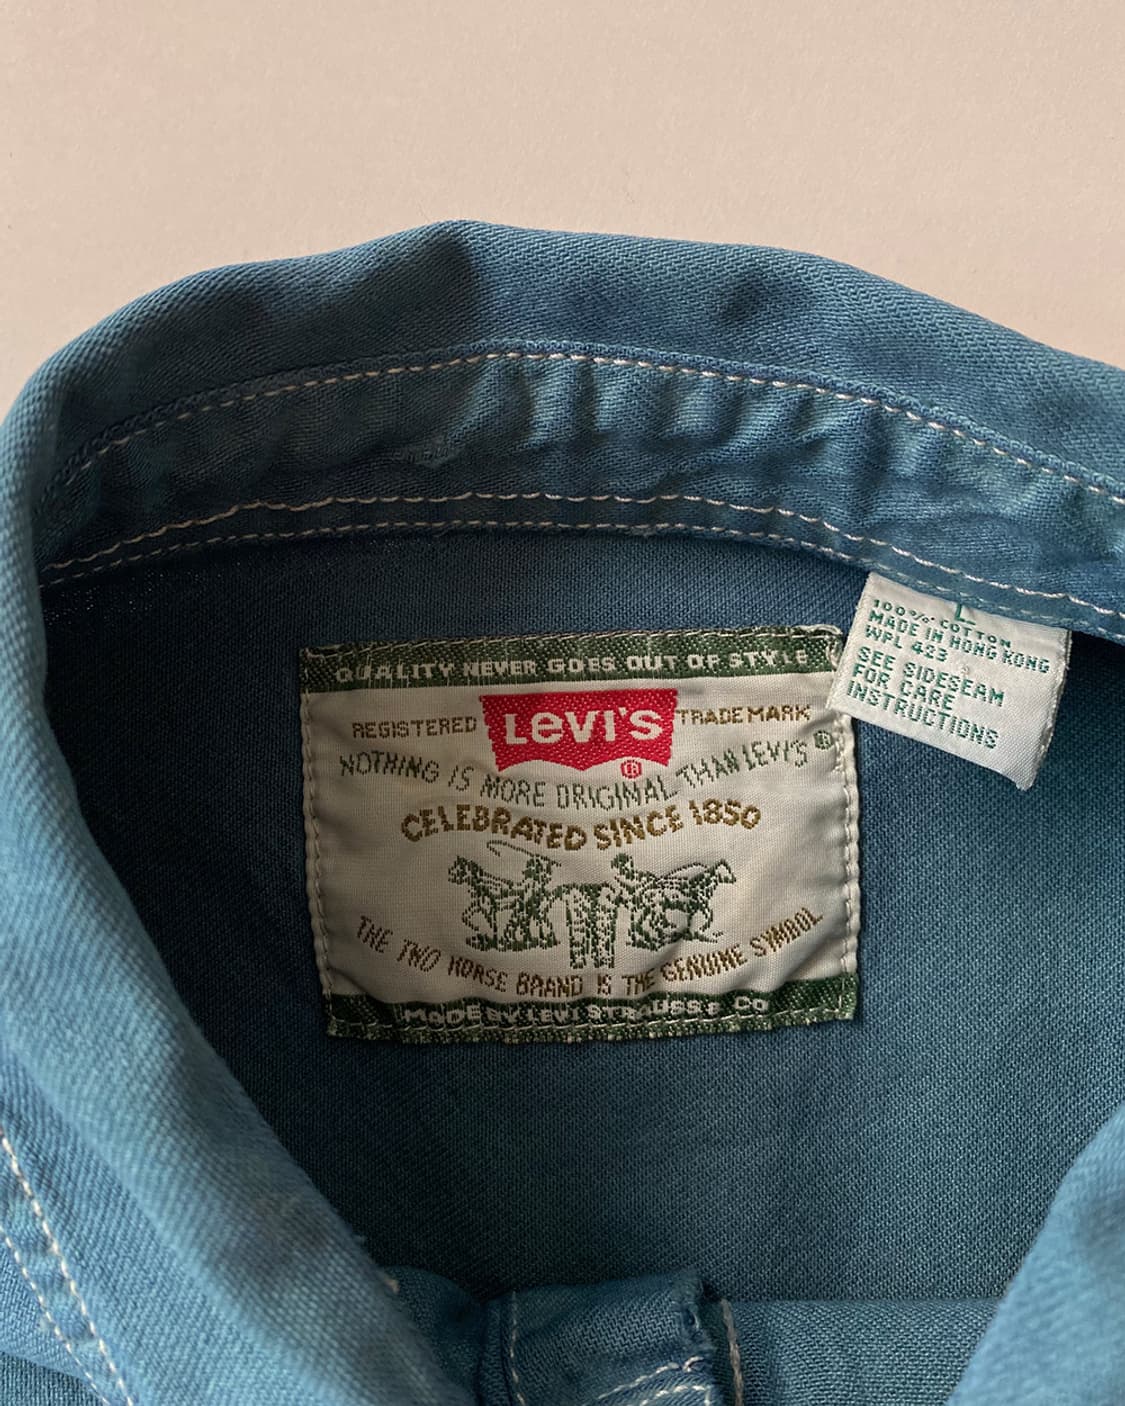 QUALITY NEVER GOES OUT OF STYLE
REGISTERED LEVI'S TRADEMARK
®
NOTHING IS MORE ORIGINAL THAN LEVI'S®
CELEBRATED SINCE 1850
THE TWO HORSE BRAND IS THE GENUINE SYMBOL
MADE BY LEVI STRAUSS & CO
L
100% COTTON
MADE IN HONG KONG
WPL 423
SEE SIDESEAM
FOR CARE
INSTRUCTIONS